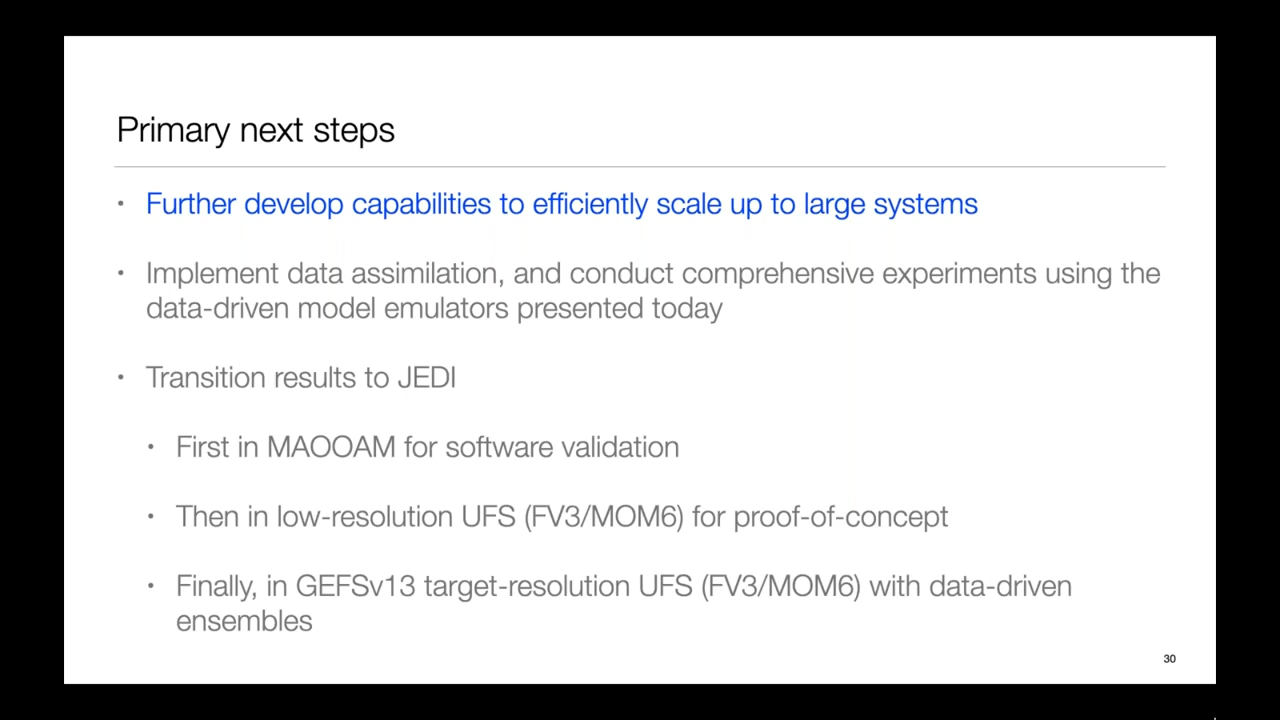 Primary next steps
• Further develop capabilities to efficiently scale up to large systems
• Implement data assimilation, and conduct comprehensive experiments using the
data-driven model emulators presented today
• Transition results to JEDI
• First in MAOOAM for software validation
• Then in low-resolution UFS (FV3/MOM6) for proof-of-concept
• Finally, in GEFSv13 target-resolution UFS (FV3/MOM6) with data-driven
ensembles
30